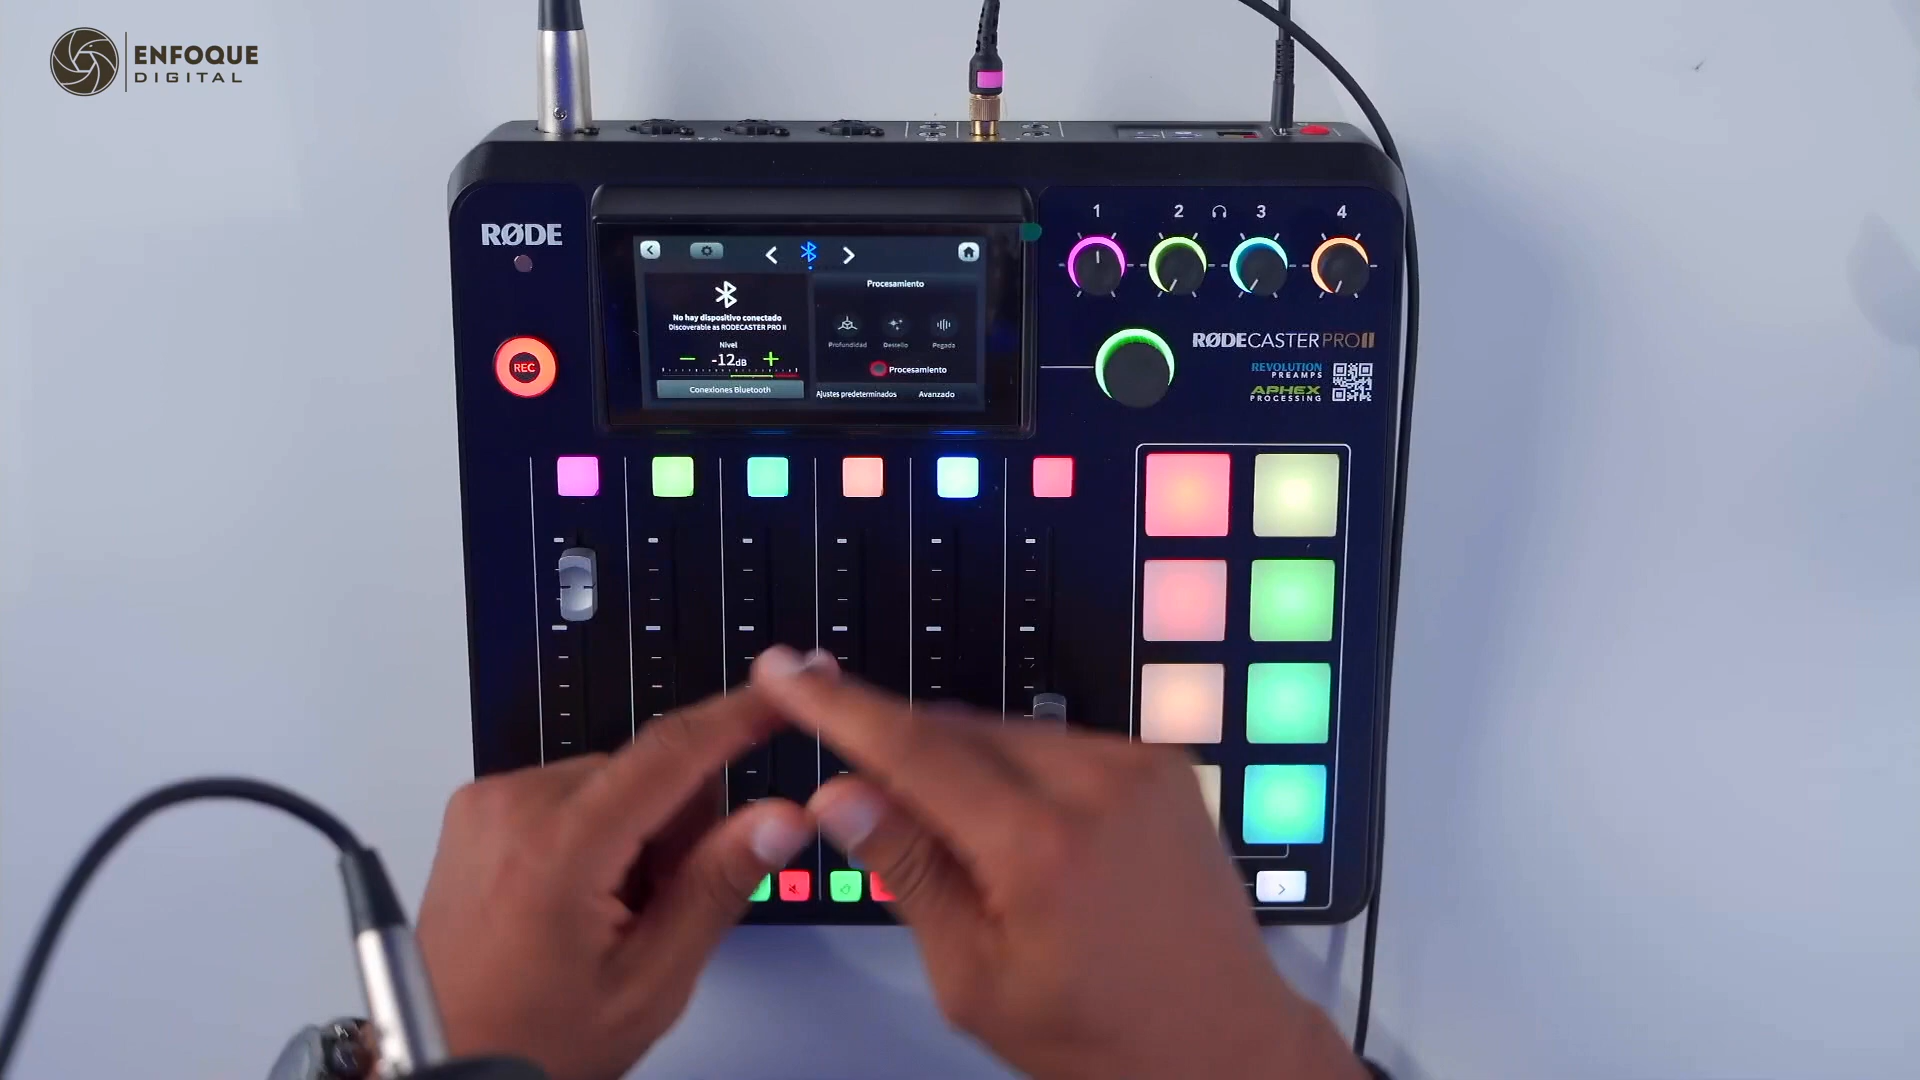 ENFOQUE
DIGITAL
RØDE
1 2 3 4
No hay dispositivo conectado
Discoverable as RODECASTER PRO II
Nivel
-12dB
Conexiones Bluetooth
Procesamiento
Profundidad Destello Pegada
Procesamiento
Ajustes predeterminados Avanzado
REC
RØDECASTER PRO II
REVOLUTION
PREAMPS
APHEX
PROCESSING